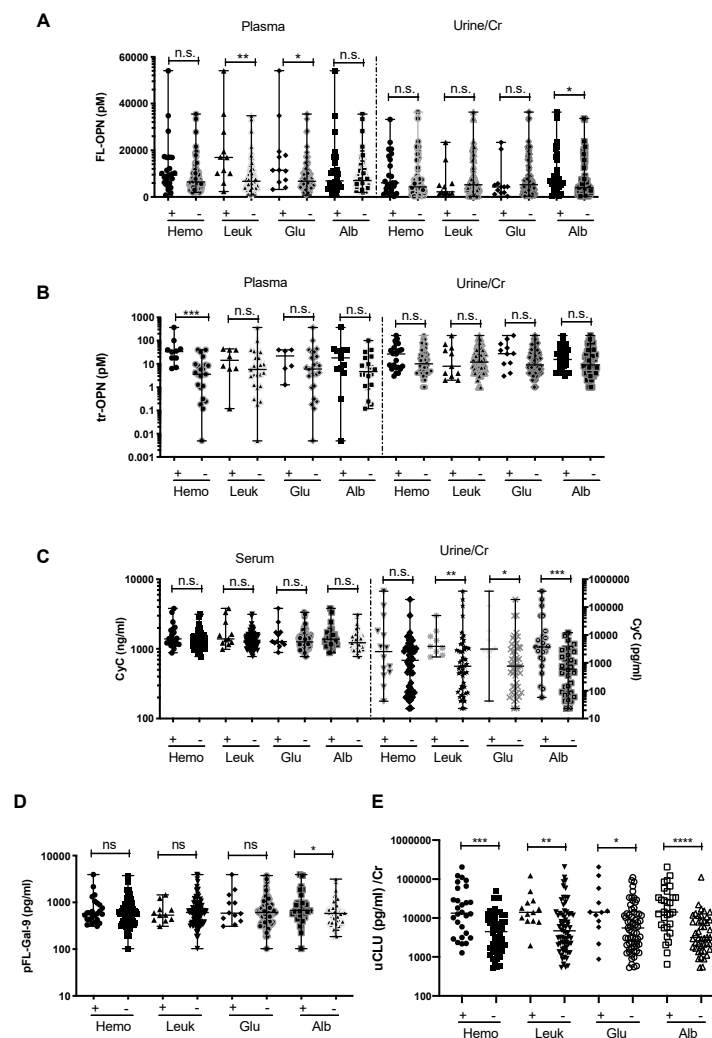 A
Plasma
Urine/Cr
n.s. ** * n.s. n.s. n.s. n.s. *
FL-OPN (pM)
60000
40000
20000
10000
0
+ - + - + - + - + - + - + - + -
Hemo Leuk Glu Alb Hemo Leuk Glu Alb
B
Plasma
Urine/Cr
*** n.s. n.s. n.s. n.s. n.s. n.s. n.s.
tr-OPN (pM)
1000
100
10
1
0.1
0.01
0.001
+ - + - + - + - + - + - + - + -
Hemo Leuk Glu Alb Hemo Leuk Glu Alb
C
Serum
Urine/Cr
n.s. n.s. n.s. n.s. n.s. ** * ***
CyC (ng/ml)
10000
1000
100
CyC (pg/ml)
1000000
100000
10000
1000
100
10
+ - + - + - + - + - + - + - + -
Hemo Leuk Glu Alb Hemo Leuk Glu Alb
D
ns ns ns *
pFL-Gal-9 (pg/ml)
10000
1000
100
10
+ - + - + - + -
Hemo Leuk Glu Alb
E
*** ** * ****
uCLU (pg/ml) /Cr
1000000
100000
10000
1000
100
+ - + - + - + -
Hemo Leuk Glu Alb